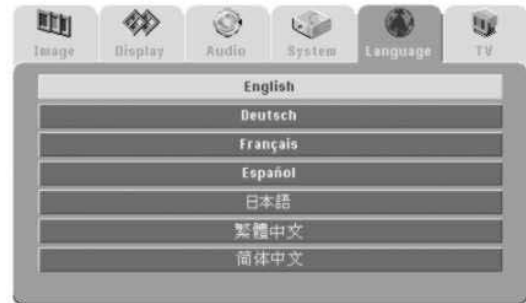 Image Display Audio System Language TV
English
Deutsch
Français
Español
日本語
繁體中文
简体中文